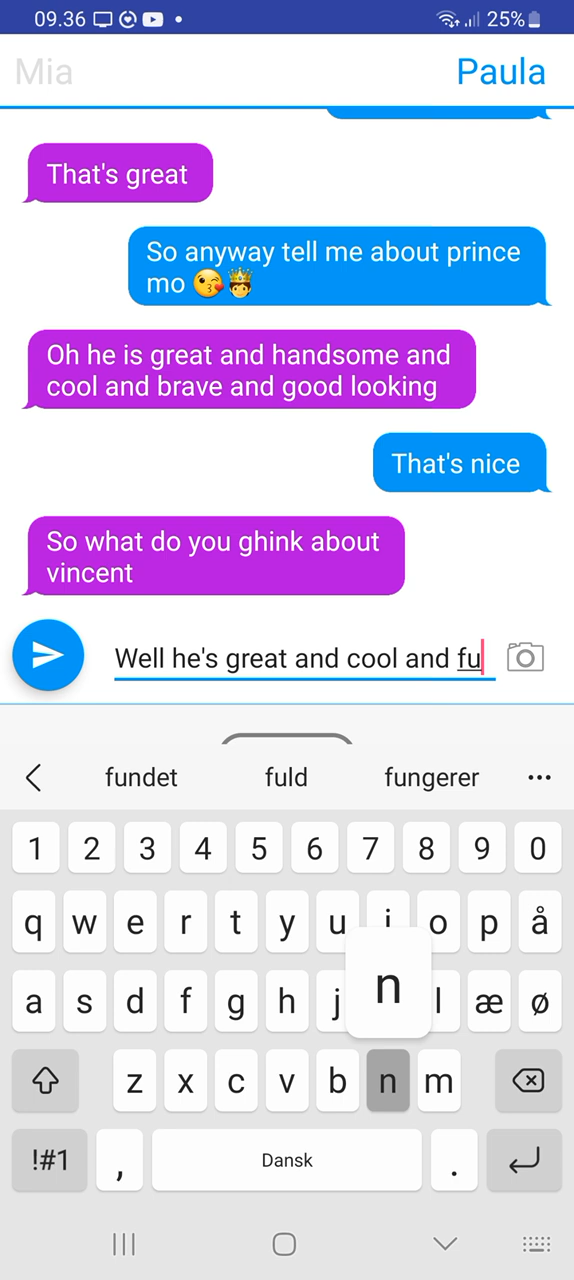 09.36 25%
Mia Paula
That's great
So anyway tell me about prince
mo 😘🤴
Oh he is great and handsome and
cool and brave and good looking
That's nice
So what do you ghink about
vincent
Well he's great and cool and fu
fundet fuld fungerer ...
1 2 3 4 5 6 7 8 9 0
q w e r t y u i o p å
a s d f g h j l æ ø
n
z x c v b n m
!#1 , Dansk .